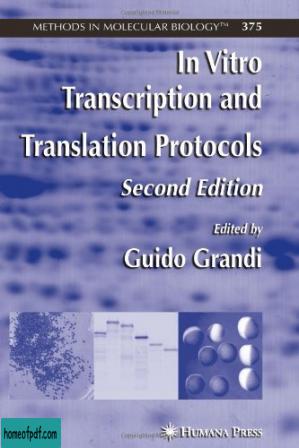 METHODS IN MOLECULAR BIOLOGY™ 375
In Vitro
Transcription and
Translation Protocols
Second Edition
Edited by
Guido Grandi
homeofpdf.com
HUMANA PRESS